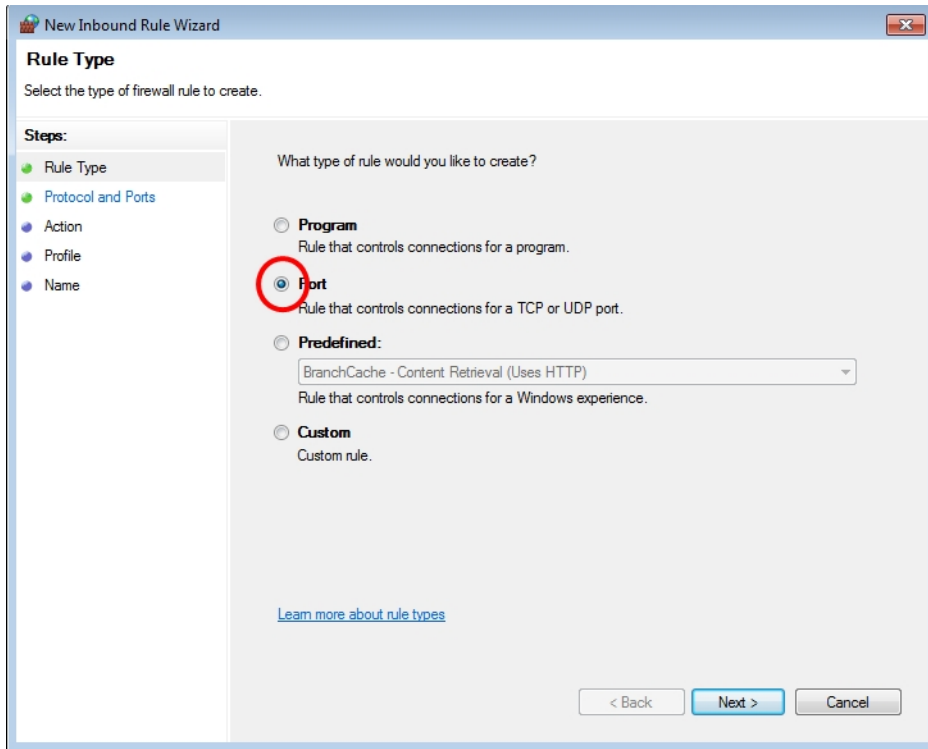 New Inbound Rule Wizard
Rule Type
Select the type of firewall rule to create.
Steps:
Rule Type
Protocol and Ports
Action
Profile
Name
What type of rule would you like to create?
Program
Rule that controls connections for a program.
Port
Rule that controls connections for a TCP or UDP port.
Predefined:
BranchCache - Content Retrieval (Uses HTTP)
Rule that controls connections for a Windows experience.
Custom
Custom rule.
Learn more about rule types
< Back Next > Cancel